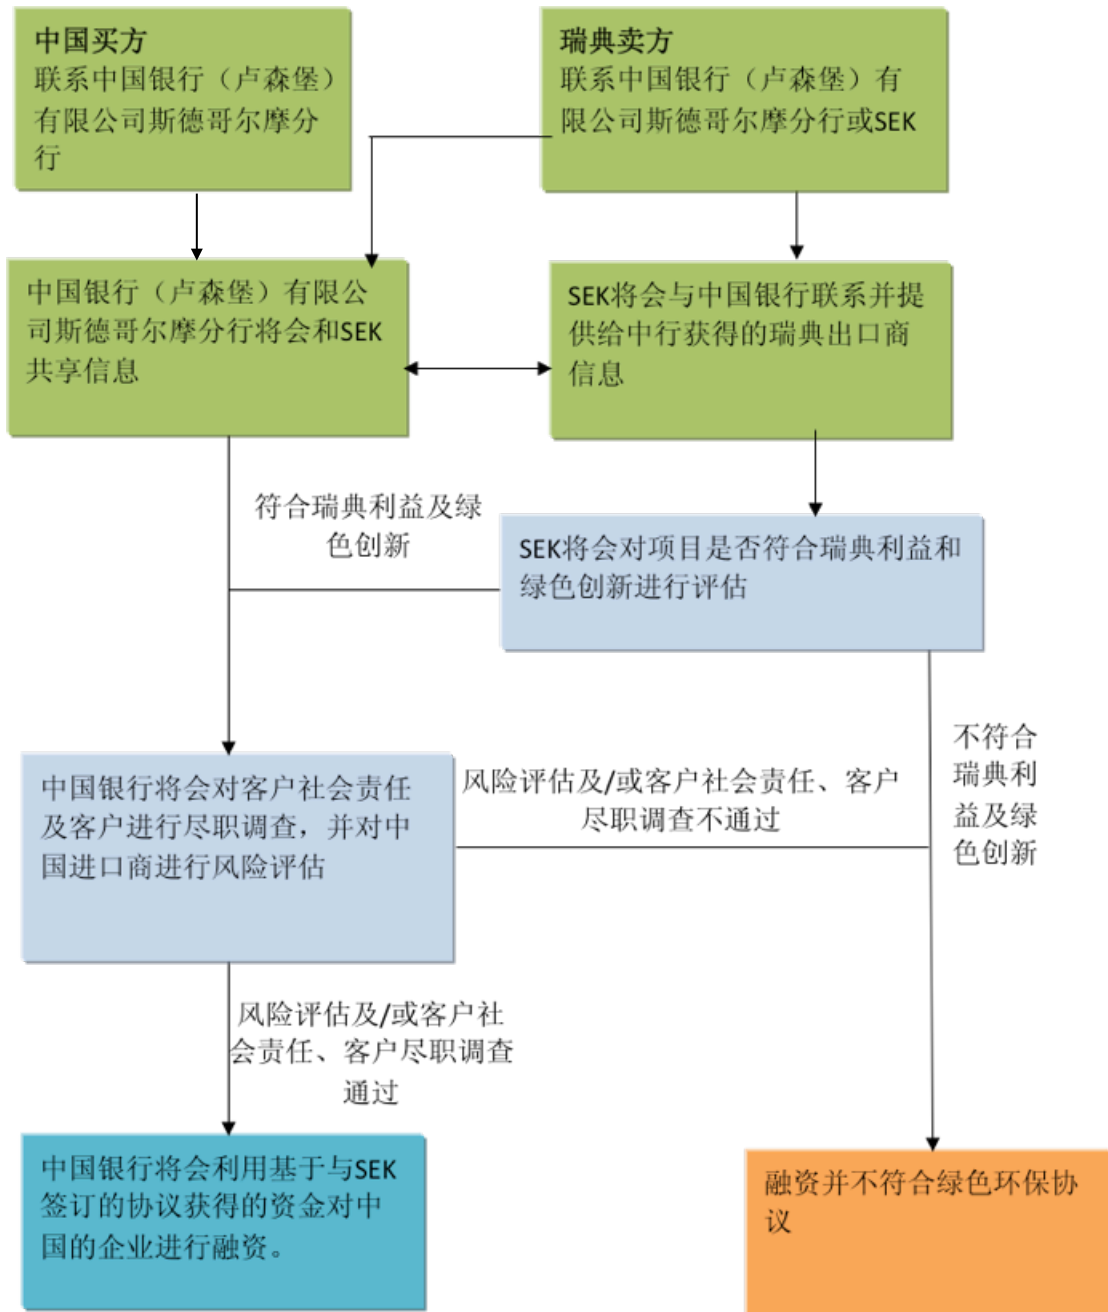 中国买方
联系中国银行（卢森堡）
有限公司斯德哥尔摩分
行
瑞典卖方
联系中国银行（卢森堡）有
限公司斯德哥尔摩分行或SEK
中国银行（卢森堡）有限公
司斯德哥尔摩分行将会和SEK
共享信息
SEK将会与中国银行联系并提
供给中行获得的瑞典出口商
信息
符合瑞典利益及绿
色创新
SEK将会对项目是否符合瑞典利益和
绿色创新进行评估
不符合
瑞典利
益及绿
色创新
中国银行将会对客户社会责任
及客户进行尽职调查，并对中
国进口商进行风险评估
风险评估及/或客户社会责任、客户
尽职调查不通过
风险评估及/或客户社
会责任、客户尽职调查
通过
中国银行将会利用基于与SEK
签订的协议获得的资金对中
国的企业进行融资。
融资并不符合绿色环保协
议